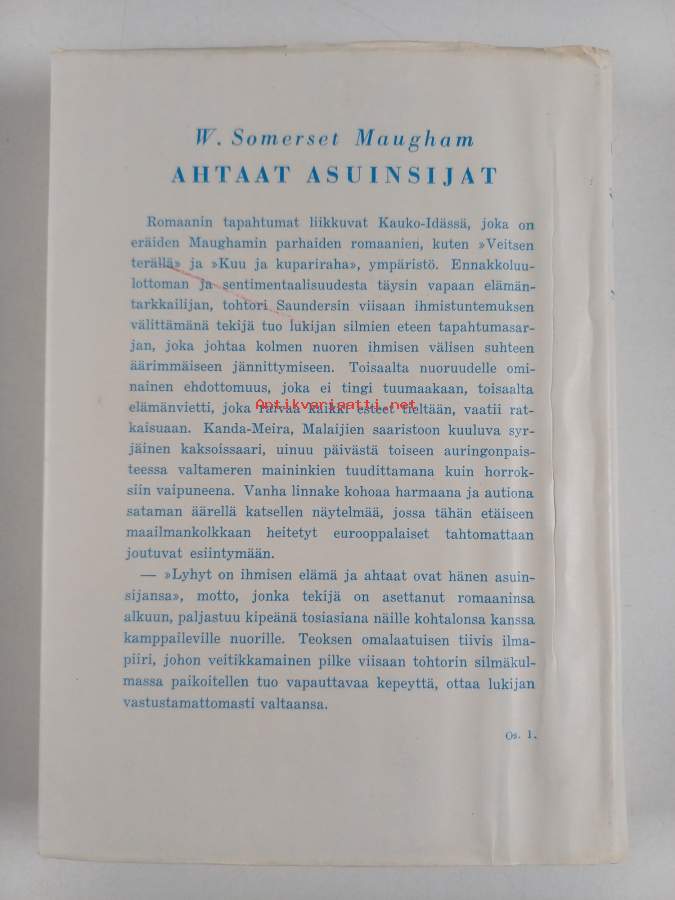 W. Somerset Maugham
AHTAAT ASUINSIJAT
Romaanin tapahtumat liikkuvat Kauko-Idässä, joka on
eräiden Maughamin parhaiden romaanien, kuten »Veitsen
terällä» ja »Kuu ja kupariraha», ympäristö. Ennakkoluu-
lottoman ja sentimentaalisuudesta täysin vapaan elämän-
tarkkailijan, tohtori Saundersin viisaan ihmistuntemuksen
välittämänä tekijä tuo lukijan silmien eteen tapahtumasar-
jan, joka johtaa kolmen nuoren ihmisen välisen suhteen
äärimmäiseen jännittymiseen. Toisaalta nuoruudelle omi-
nainen ehdottomuus, joka ei tingi tuumaakaan, toisaalta
Antikvariaatti.net
elämänvietti, joka raivaa kaikki esteet tieltään, vaatii rat-
kaisuaan. Kanda-Meira, Malaijien saaristoon kuuluva syr-
jäinen kaksoissaari, uinuu päivästä toiseen auringonpais-
teessa valtameren maininkien tuudittamana kuin horrok-
siin vaipuneena. Vanha linnake kohoaa harmaana ja autiona
sataman äärellä katsellen näytelmää, jossa tähän etäiseen
maailmankolkkaan heitetyt eurooppalaiset tahtomattaan
joutuvat esiintymään.
— »Lyhyt on ihmisen elämä ja ahtaat ovat hänen asuin-
sijansa», motto, jonka tekijä on asettanut romaaninsa
alkuun, paljastuu kipeänä tosiasiana näille kohtalonsa kanssa
kamppaileville nuorille. Teoksen omalaatuisen tiivis ilma-
piiri, johon veitikkamainen pilke viisaan tohtorin silmäkul-
massa paikoitellen tuo vapauttavaa kepeyttä, ottaa lukijan
vastustamattomasti valtaansa.
Os. 1.